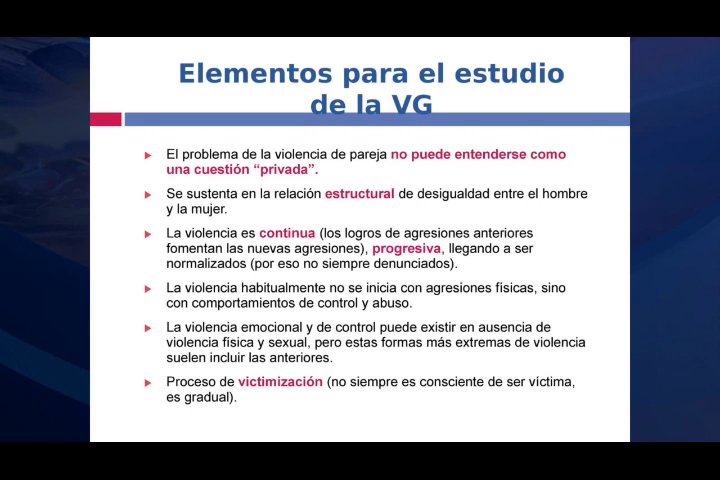 Elementos para el estudio
de la VG
El problema de la violencia de pareja no puede entenderse como
una cuestión “privada”.
Se sustenta en la relación estructural de desigualdad entre el hombre
y la mujer.
La violencia es continua (los logros de agresiones anteriores
fomentan las nuevas agresiones), progresiva, llegando a ser
normalizados (por eso no siempre denunciados).
La violencia habitualmente no se inicia con agresiones físicas, sino
con comportamientos de control y abuso.
La violencia emocional y de control puede existir en ausencia de
violencia física y sexual, pero estas formas más extremas de violencia
suelen incluir las anteriores.
Proceso de victimización (no siempre es consciente de ser víctima,
es gradual).